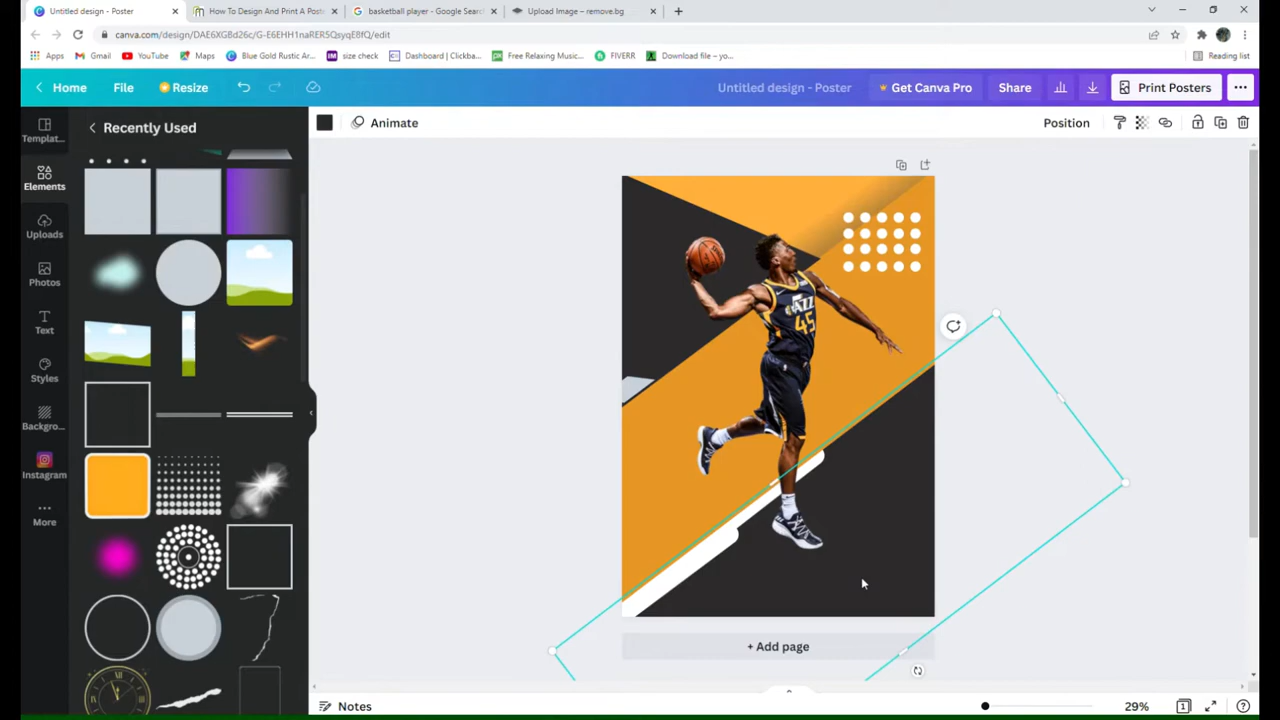 Untitled design - Poster
How To Design And Print A Post
basketball player - Google Searc
Upload Image – remove.bg
canva.com/design/DAE6XGBd26c/G-E6EHH1naRER5QsyqE8fQ/edit
Apps
Gmail
YouTube
Maps
Blue Gold Rustic Ar...
size check
Dashboard | Clickba...
Free Relaxing Music...
FIVERR
Download file – yo...
Reading list
Home
File
Resize
Untitled design - Poster
Get Canva Pro
Share
Print Posters
Templat...
Recently Used
Animate
Position
Elements
Uploads
Photos
Text
Styles
Backgro...
Instagram
More
JAZZ
45
+ Add page
Notes
29%
1